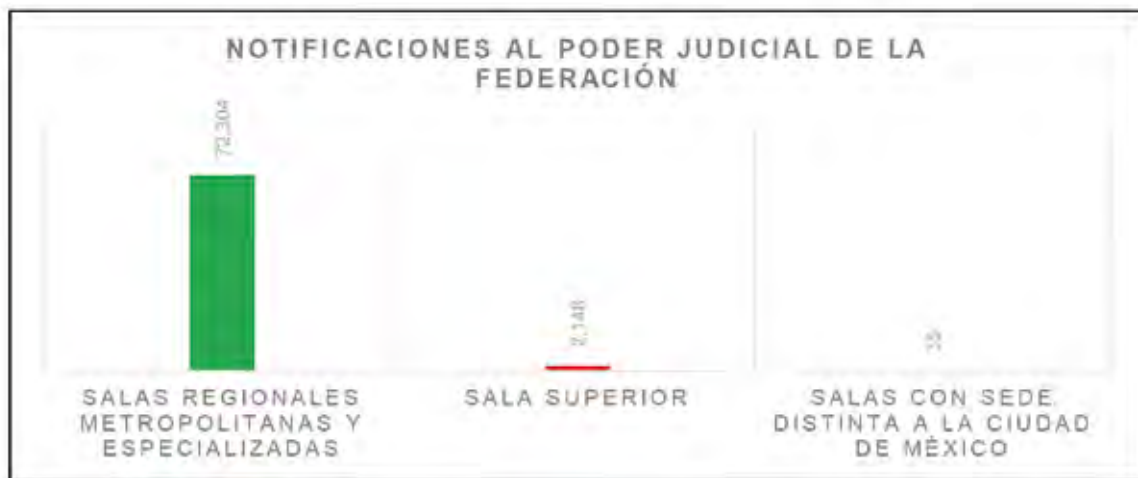 NOTIFICACIONES AL PODER JUDICIAL DE LA
FEDERACIÓN
72,304
2,148
SALAS REGIONALES
METROPOLITANAS Y
ESPECIALIZADAS
SALA SUPERIOR
SALAS CON SEDE
DISTINTA A LA CIUDAD
DE MÉXICO